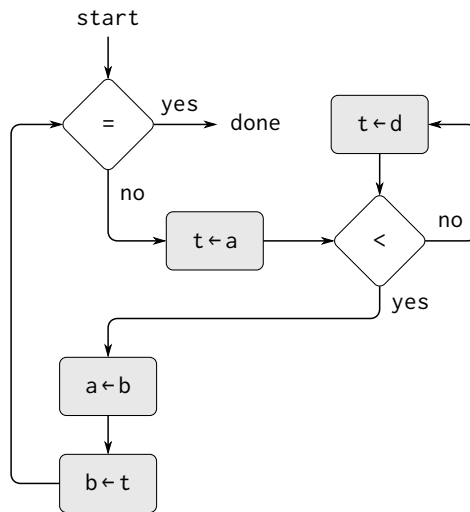 start
=
yes
done
no
t←a
t←d
<
no
yes
a←b
b←t